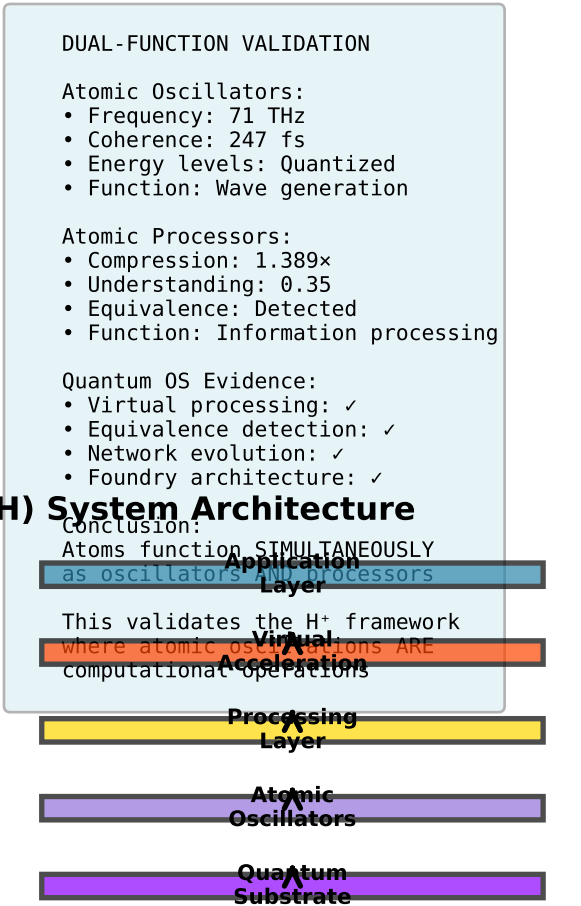 DUAL-FUNCTION VALIDATION
Atomic Oscillators:
• Frequency: 71 THz
• Coherence: 247 fs
• Energy levels: Quantized
• Function: Wave generation
Atomic Processors:
• Compression: 1.389×
• Understanding: 0.35
• Equivalence: Detected
• Function: Information processing
Quantum OS Evidence:
• Virtual processing: ✓
• Equivalence detection: ✓
• Network evolution: ✓
• Foundry architecture: ✓
H) System Architecture
Conclusion:
Atoms function SIMULTANEOUSLY
as oscillators AND processors
This validates the H⁺ framework
where atomic oscillations ARE
computational operations
Application
Layer
Virtual
Acceleration
Processing
Layer
Atomic
Oscillators
Quantum
Substrate